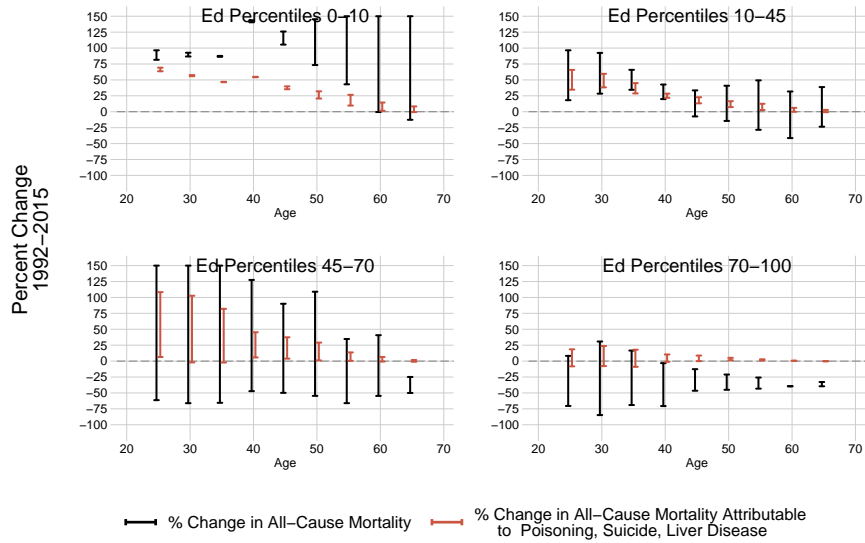 Ed Percentiles 0−10
150
125
100
75
50
25
0
−25
−50
−75
−100
20 30 40 50 60 70
Age
Ed Percentiles 10−45
150
125
100
75
50
25
0
−25
−50
−75
−100
20 30 40 50 60 70
Age
Percent Change
1992−2015
Ed Percentiles 45−70
150
125
100
75
50
25
0
−25
−50
−75
−100
20 30 40 50 60 70
Age
Ed Percentiles 70−100
150
125
100
75
50
25
0
−25
−50
−75
−100
20 30 40 50 60 70
Age
% Change in All−Cause Mortality
% Change in All−Cause Mortality Attributable
to Poisoning, Suicide, Liver Disease